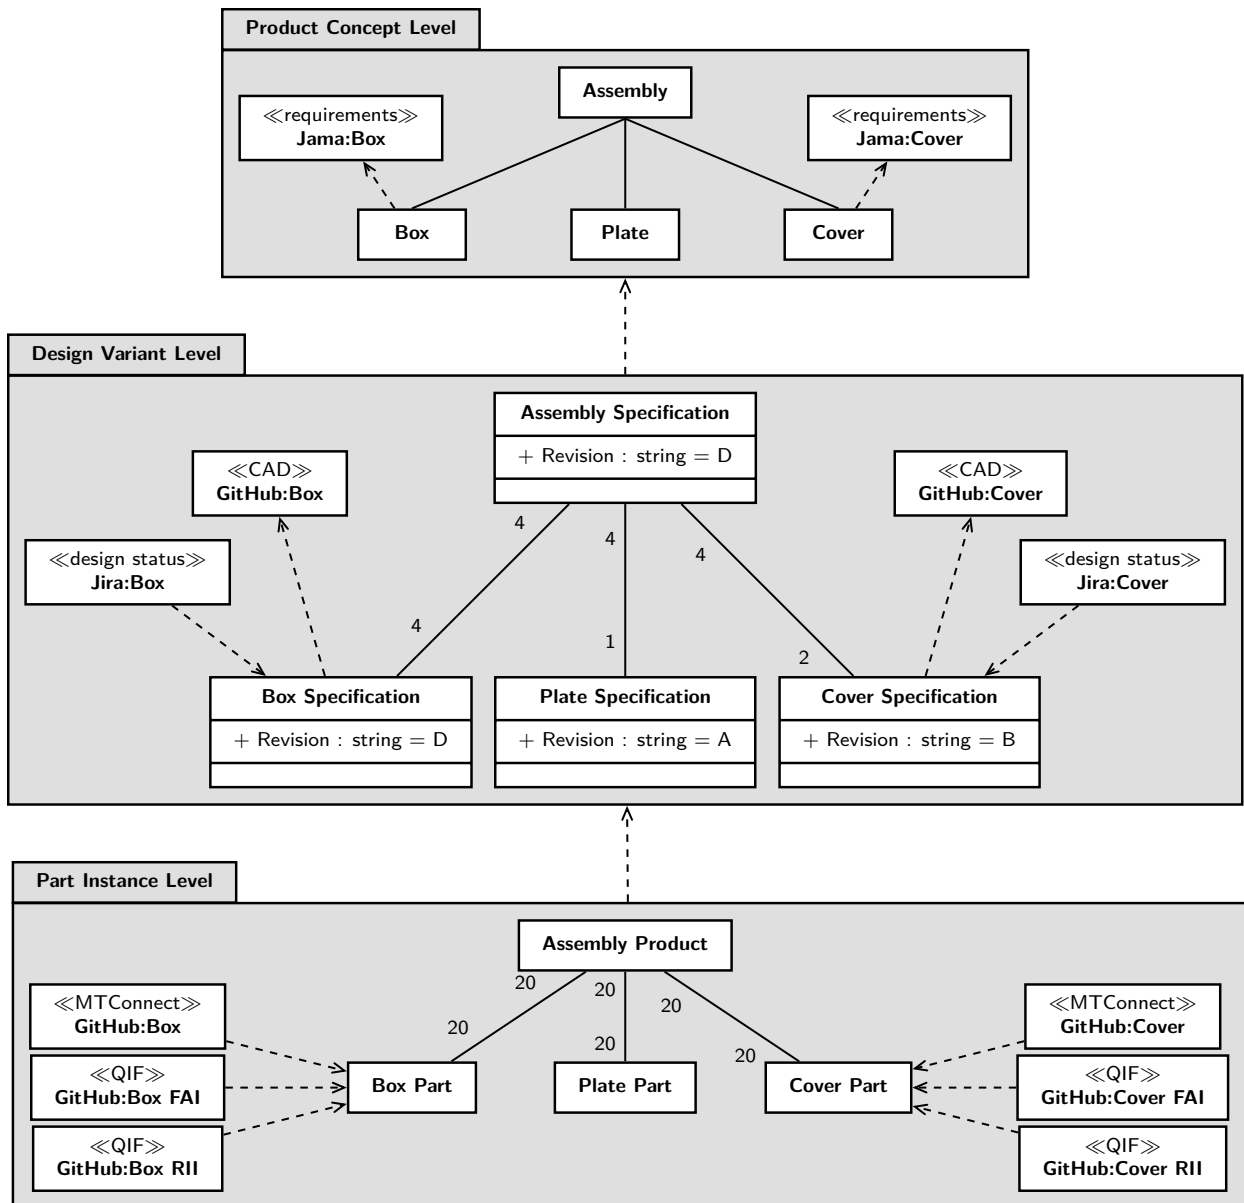 Product Concept Level
Assembly
≪requirements≫
Jama:Box
≪requirements≫
Jama:Cover
Box
Plate
Cover
Design Variant Level
Assembly Specification
+ Revision : string = D
≪CAD≫
GitHub:Box
≪CAD≫
GitHub:Cover
4
4
4
≪design status≫
Jira:Box
≪design status≫
Jira:Cover
4
1
2
Box Specification
+ Revision : string = D
Plate Specification
+ Revision : string = A
Cover Specification
+ Revision : string = B
Part Instance Level
Assembly Product
20
20
20
≪MTConnect≫
GitHub:Box
≪MTConnect≫
GitHub:Cover
20
20
20
Box Part
Plate Part
Cover Part
≪QIF≫
GitHub:Box FAI
≪QIF≫
GitHub:Cover FAI
≪QIF≫
GitHub:Box RII
≪QIF≫
GitHub:Cover RII